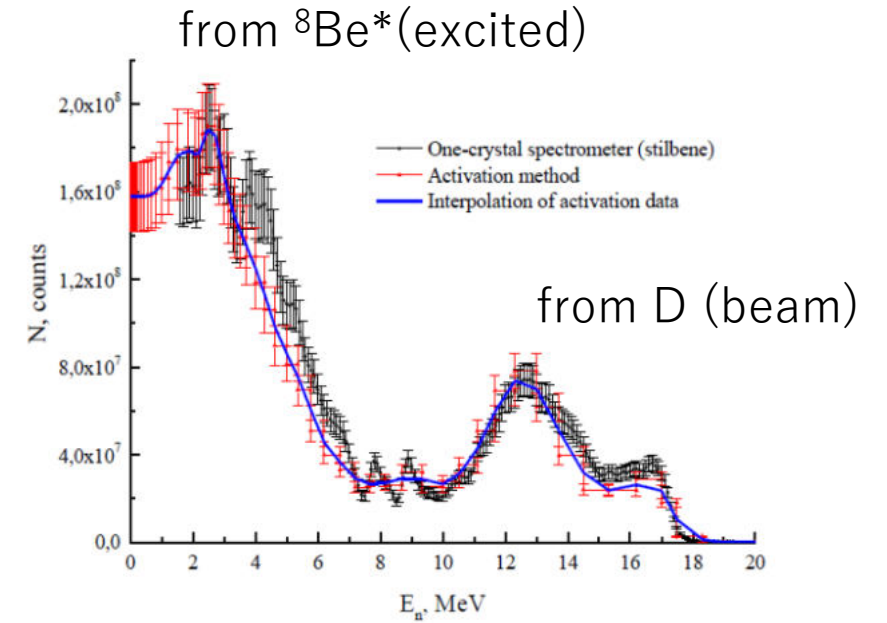 from ⁸Be*(excited)
2,0x10⁸
1,6x10⁸
1,2x10⁸
8,0x10⁷
4,0x10⁷
0,0
N, counts
One-crystal spectrometer (stilbene)
Activation method
Interpolation of activation data
from D (beam)
0 2 4 6 8 10 12 14 16 18 20
Eₙ, MeV